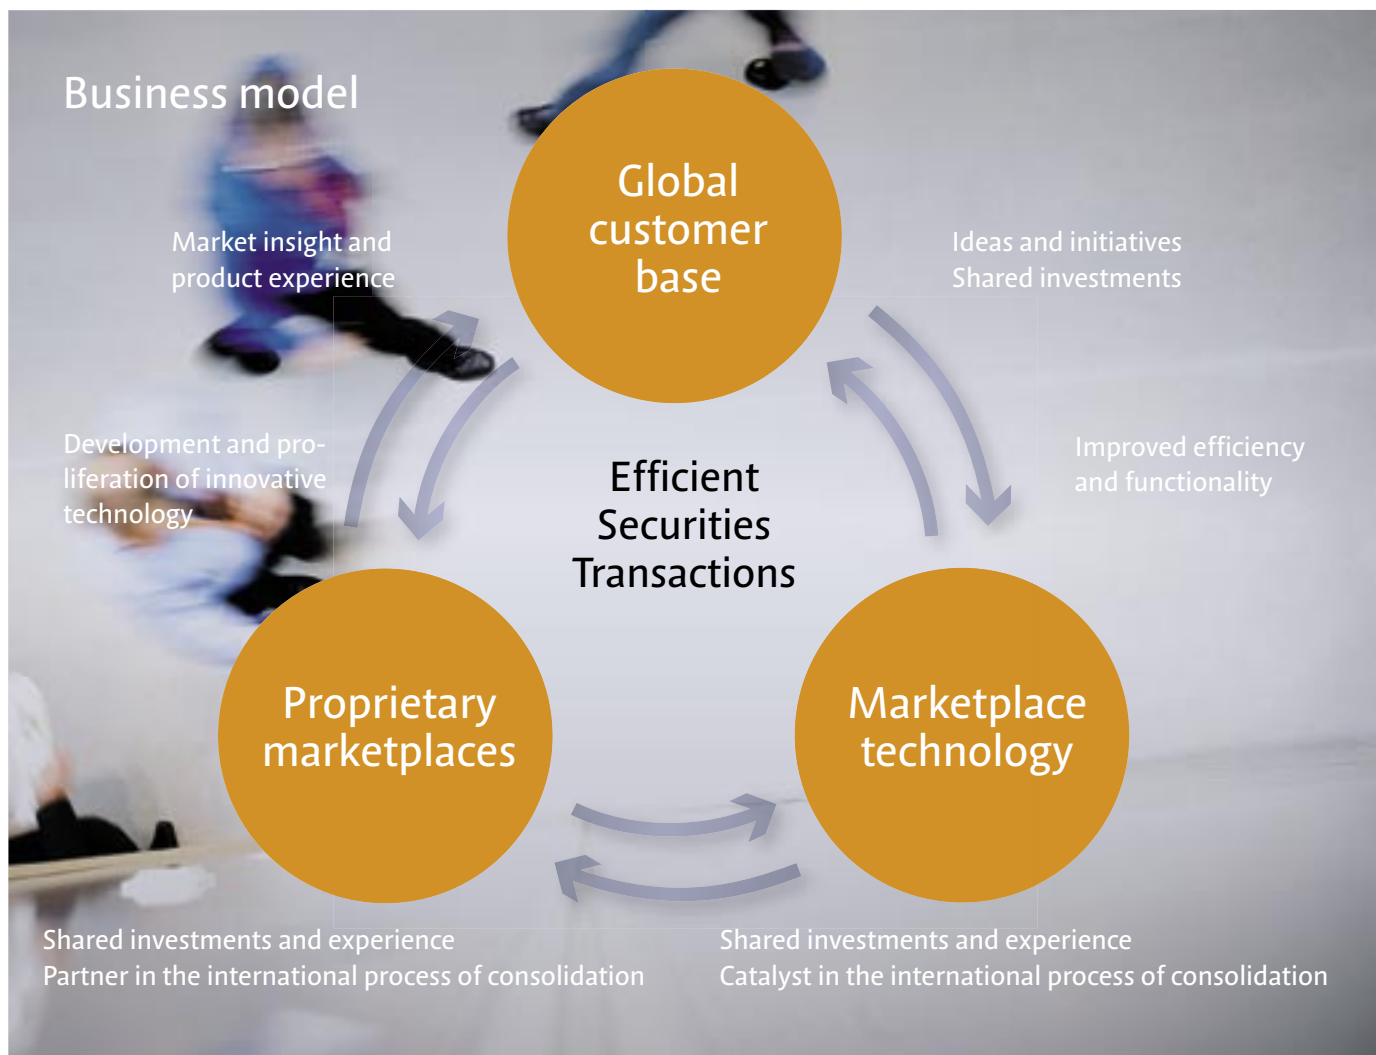 Business model
Global
customer
base
Market insight and
product experience
Ideas and initiatives
Shared investments
Development and pro-
liferation of innovative
technology
Improved efficiency
and functionality
Efficient
Securities
Transactions
Proprietary
marketplaces
Marketplace
technology
Shared investments and experience
Partner in the international process of consolidation
Shared investments and experience
Catalyst in the international process of consolidation